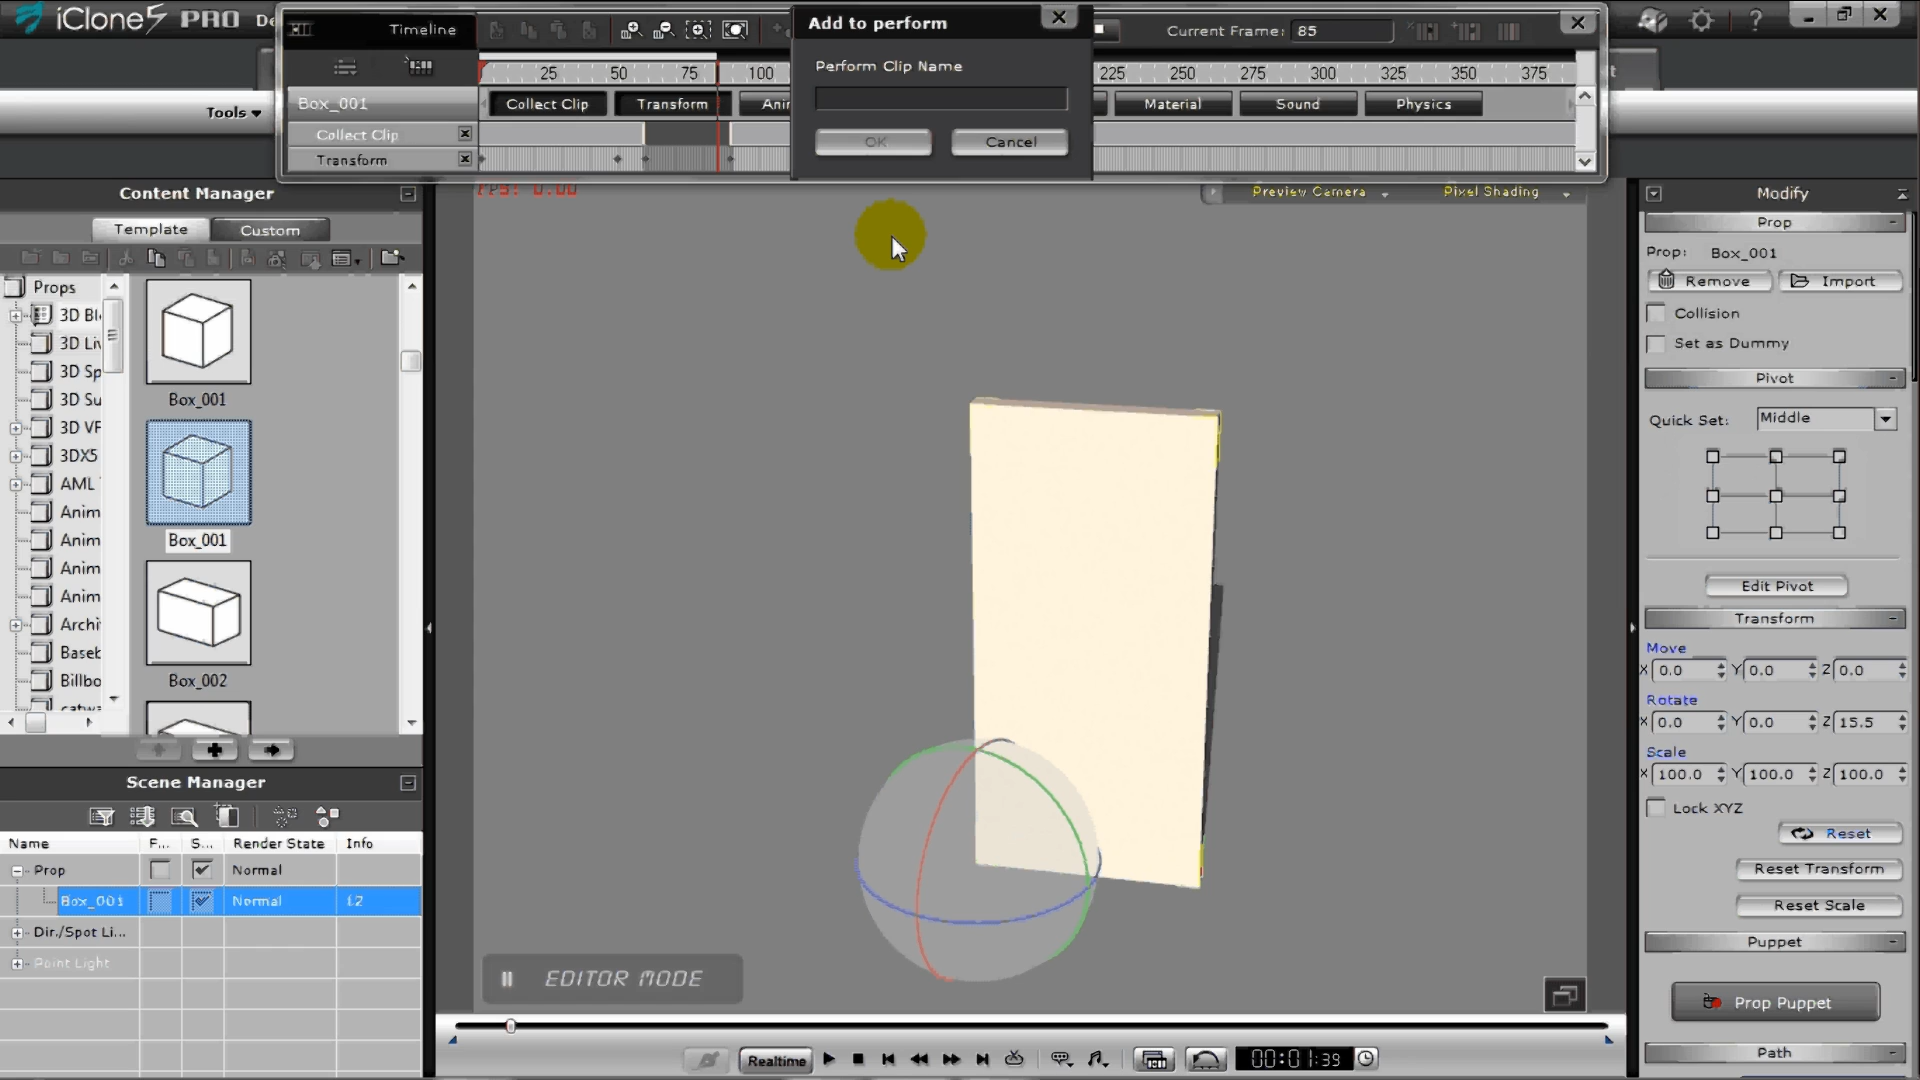 iClone5 PRO De
Timeline
Current Frame: 85
Add to perform
Perform Clip Name
OK
Cancel
25 50 75 100 225 250 275 300 325 350 375
Box_001
Collect Clip
Transform
Ani
Material
Sound
Physics
Collect Clip
Transform
Tools
FPS: 0.00
Preview Camera
Pixel Shading
Content Manager
Template
Custom
Props
3D Bl
3D Liv
3D Sp
3D Su
3D VF
3DX5
AML
Anim
Anim
Anim
Anim
Archi
Baseb
Billbo
catwa
Box_001
Box_001
Box_002
Scene Manager
Name F... S... Render State Info
Prop Normal
Box_001 Normal 12
Dir./Spot Li...
Point Light
EDITOR MODE
Realtime
00:01:39
Modify
Prop
Prop: Box_001
Remove
Import
Collision
Set as Dummy
Pivot
Quick Set: Middle
Edit Pivot
Transform
Move
X 0.0 Y 0.0 Z 0.0
Rotate
X 0.0 Y 0.0 Z 15.5
Scale
X 100.0 Y 100.0 Z 100.0
Lock XYZ
Reset
Reset Transform
Reset Scale
Puppet
Prop Puppet
Path